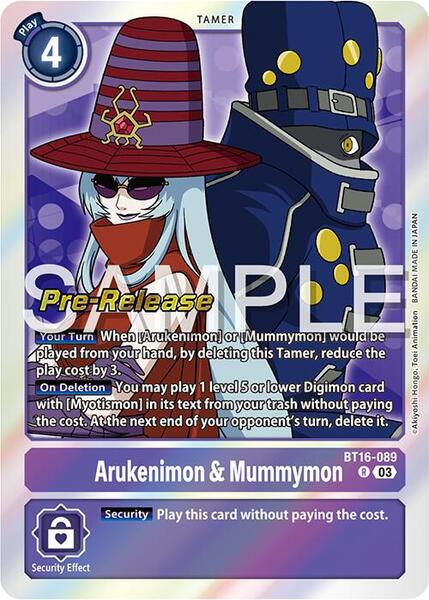 Play
4
TAMER
SAMPLE
Pre-Release
Your Turn When [Arukenimon] or [Mummymon] would be
played from your hand, by deleting this Tamer, reduce the
play cost by 3.
On Deletion You may play 1 level 5 or lower Digimon card
with [Myotismon] in its text from your trash without paying
the cost. At the next end of your opponent's turn, delete it.
©Akiyoshi Hongo, Toei Animation BANDAI MADE IN JAPAN
BT16-089
Arukenimon & Mummymon
R 03
Security Play this card without paying the cost.
Security Effect